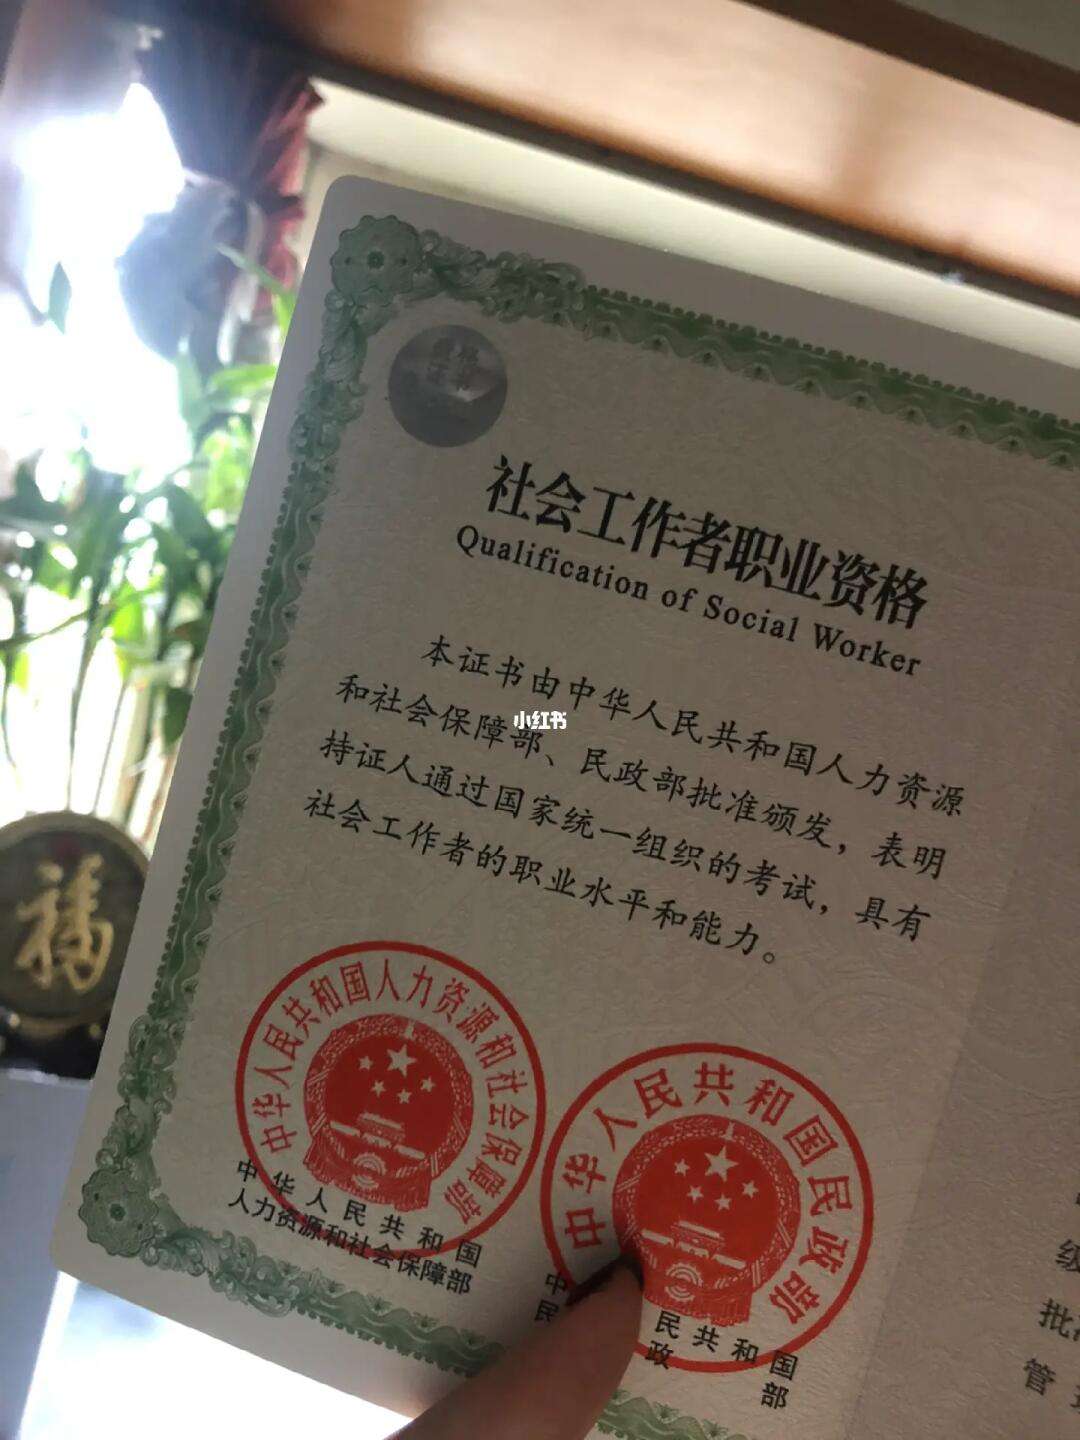 社会工作者职业资格
Qualification of Social Worker
本证书由中华人民共和国人力资源
和社会保障部、民政部批准颁发，表明
持证人通过国家统一组织的考试，具有
社会工作者的职业水平和能力。
小红书
中华人民共和国人力资源和社会保障部
中华人民共和国
人力资源和社会保障部
中华人民共和国民政部
中 民共和国
民 政 部
级
批
管
福